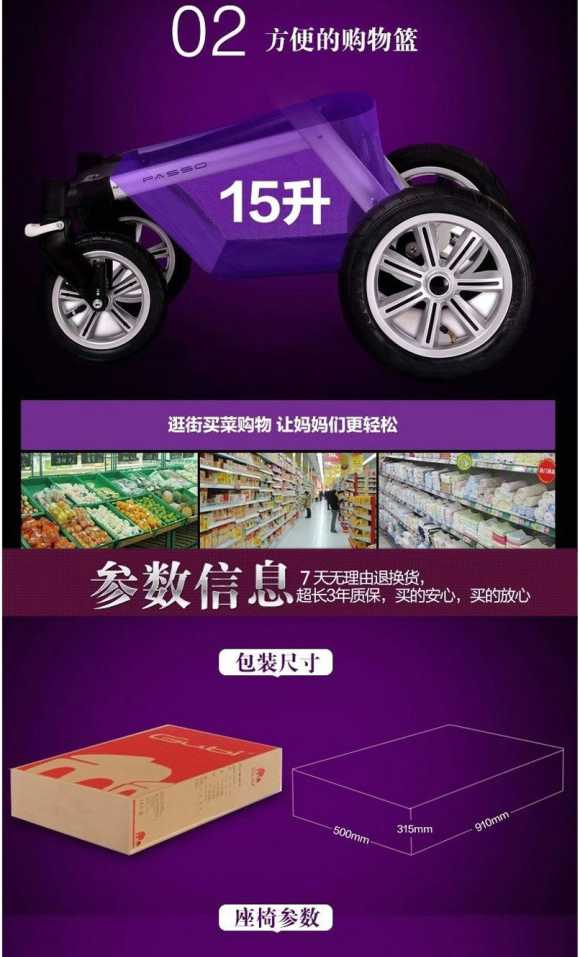 02 方便的购物篮
PASSO
15升
逛街买菜购物 让妈妈们更轻松
参数信息
7天无理由退换货，
超长3年质保，买的安心，买的放心
包装尺寸
500mm
315mm
910mm
座椅参数